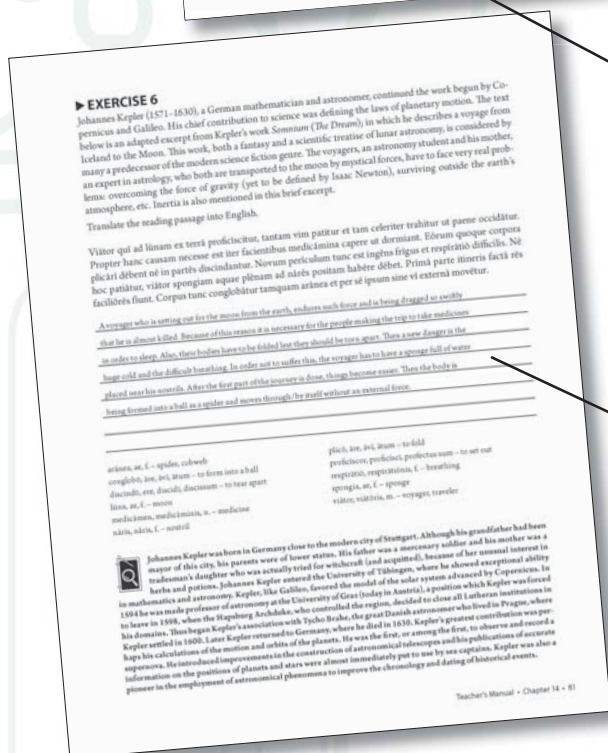 ▶ EXERCISE 6
Johannes Kepler (1571–1630), a German mathematician and astronomer, continued the work begun by Co-
pernicus and Galileo. His chief contribution to science was defining the laws of planetary motion. The text
below is an adapted excerpt from Kepler's work Somnium (The Dream); in which he describes a voyage from
Iceland to the Moon. This work, both a fantasy and a scientific treatise of lunar astronomy, is considered by
many a predecessor of the modern science fiction genre. The voyagers, an astronomy student and his mother,
an expert in astrology, who both are transported to the moon by mystical forces, have to face very real prob-
lems: overcoming the force of gravity (yet to be defined by Isaac Newton), surviving outside the earth's
atmosphere, etc. Inertia is also mentioned in this brief excerpt.
Translate the reading passage into English.
Viātor quī ad lūnam ex terrā proficīscitur, tantam vim patitur et tam celeriter trahitur ut paene occīdātur.
Propter hanc causam necesse est iter facientibus medicāmina capere ut dormiant. Eōrum quoque corpora
plicārī dēbent nē in partēs discindantur. Novum perīculum tunc est ingēns frīgus et respīrātiō difficilis. Nē
hoc patiātur, viātor spongiam aquae plēnam ad nārēs positam habēre dēbet. Prīmā parte itineris factā rēs
faciliōrēs fīunt. Corpus tunc conglobātur tamquam arānea et per sē ipsum sine vī externā movētur.
A voyager who is setting out for the moon from the earth, endures such force and is being dragged so swiftly
that he is almost killed. Because of this reason it is necessary for the people making the trip to take medicines
in order to sleep. Also, their bodies have to be folded lest they should be torn apart. Then a new danger is the
huge cold and the difficult breathing. In order not to suffer this, the voyager has to have a sponge full of water
placed near his nostrils. After the first part of the journey is done, things become easier. Then the body is
being formed into a ball as a spider and moves through/by itself without an external force.
arānea, ae, f. – spider, cobweb
conglobō, āre, āvī, ātum – to form into a ball
discindō, ere, discidī, discissum – to tear apart
lūna, ae, f. – moon
medicāmen, medicāminis, n. – medicine
nāris, nāris, f. – nostril
plicō, āre, āvī, ātum – to fold
proficīscor, proficīscī, profectus sum – to set out
respīrātiō, respīrātiōnis, f. – breathing
spongia, ae, f. – sponge
viātor, viātōris, m. – voyager, traveler
Johannes Kepler was born in Germany close to the modern city of Stuttgart. Although his grandfather had been
mayor of this city, his parents were of lower status. His father was a mercenary soldier and his mother was a
tradesman's daughter who was actually tried for witchcraft (and acquitted), because of her unusual interest in
herbs and potions. Johannes Kepler entered the University of Tübingen, where he showed exceptional ability
in mathematics and astronomy. Kepler, like Galileo, favored the model of the solar system advanced by Copernicus. In
1594 he was made professor of astronomy at the University of Graz (today in Austria), a position which Kepler was forced
to leave in 1598, when the Hapsburg Archduke, who controlled the region, decided to close all Lutheran institutions in
his domains. Thus began Kepler's association with Tycho Brahe, the great Danish astronomer who lived in Prague, where
Kepler settled in 1600. Later Kepler returned to Germany, where he died in 1630. Kepler's greatest contribution was per-
haps his calculations of the motion and orbits of the planets. He was the first, or among the first, to observe and record a
supernova. He introduced improvements in the construction of astronomical telescopes and his publications of accurate
information on the positions of planets and stars were almost immediately put to use by sea captains. Kepler was also a
pioneer in the employment of astronomical phenomena to improve the chronology and dating of historical events.
Teacher's Manual • Chapter 14 • 81